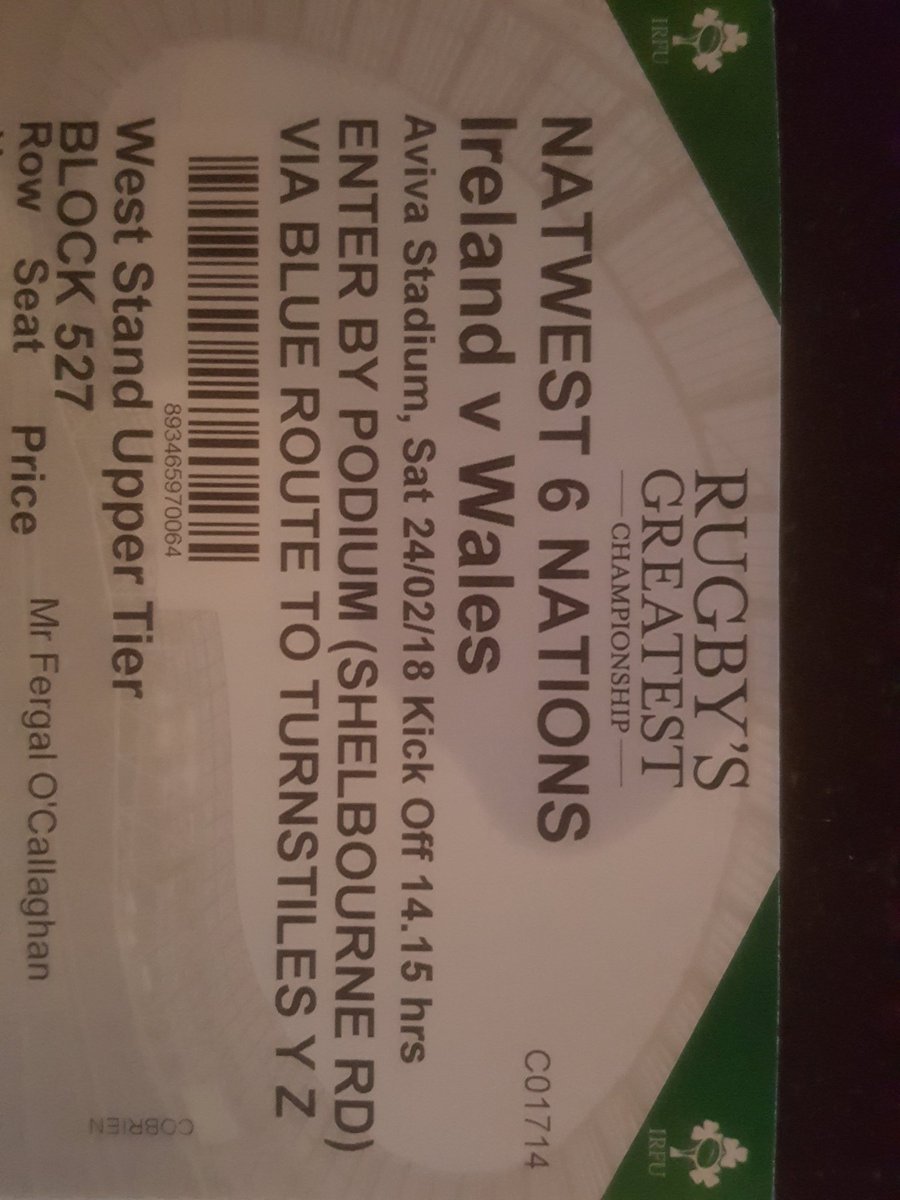 IRFU
IRFU
RUGBY'S
GREATEST
CHAMPIONSHIP
C01714
NATWEST 6 NATIONS
Ireland v Wales
Aviva Stadium, Sat 24/02/18 Kick Off 14.15 hrs
ENTER BY PODIUM (SHELBOURNE RD)
VIA BLUE ROUTE TO TURNSTILES Y Z
893465970064
West Stand Upper Tier
COBRIEN
BLOCK 527
Row Seat Price Mr Fergal O'Callaghan